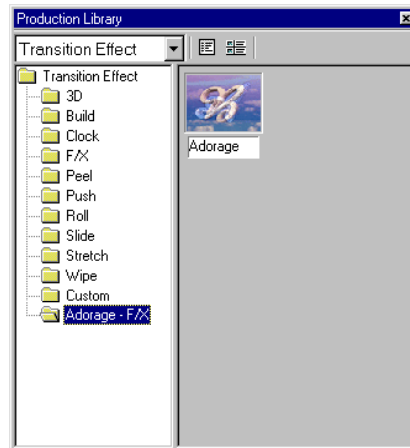 Production Library
Transition Effect
Transition Effect
3D
Build
Clock
F/X
Peel
Push
Roll
Slide
Stretch
Wipe
Custom
Adorage - F/X
Adorage